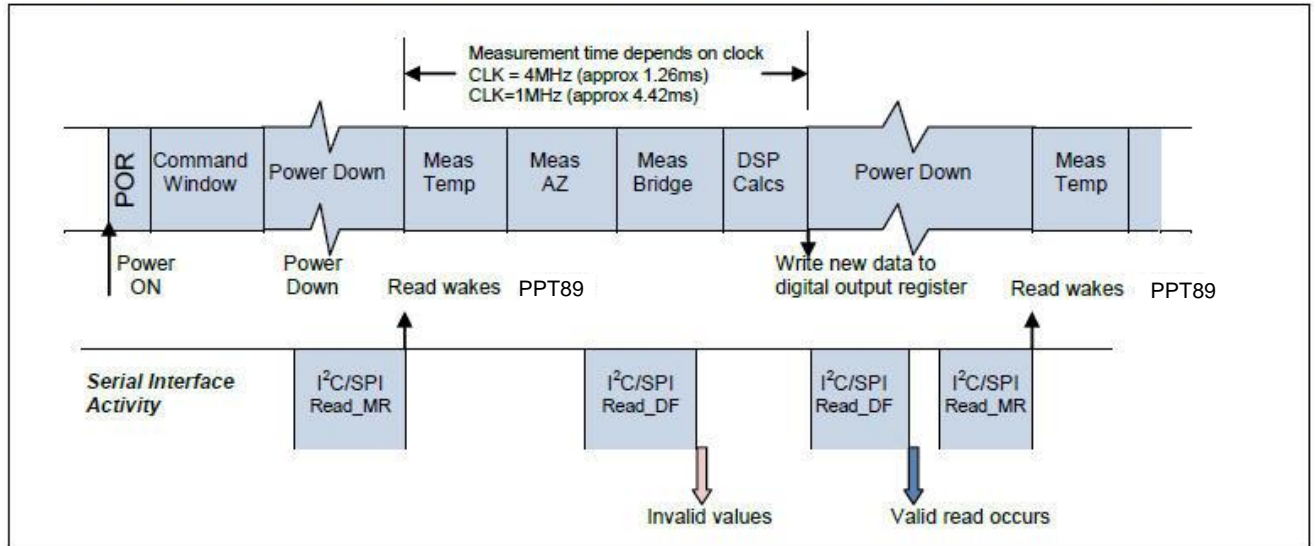 Measurement time depends on clock
CLK = 4MHz (approx 1.26ms)
CLK=1MHz (approx 4.42ms)
POR
Command
Window
Power Down
Meas
Temp
Meas
AZ
Meas
Bridge
DSP
Calcs
Power Down
Meas
Temp
Power
ON
Power
Down
Read wakes PPT89
Write new data to
digital output register
Read wakes PPT89
Serial Interface
Activity
I²C/SPI
Read_MR
I²C/SPI
Read_DF
I²C/SPI
Read_DF
I²C/SPI
Read_MR
Invalid values
Valid read occurs